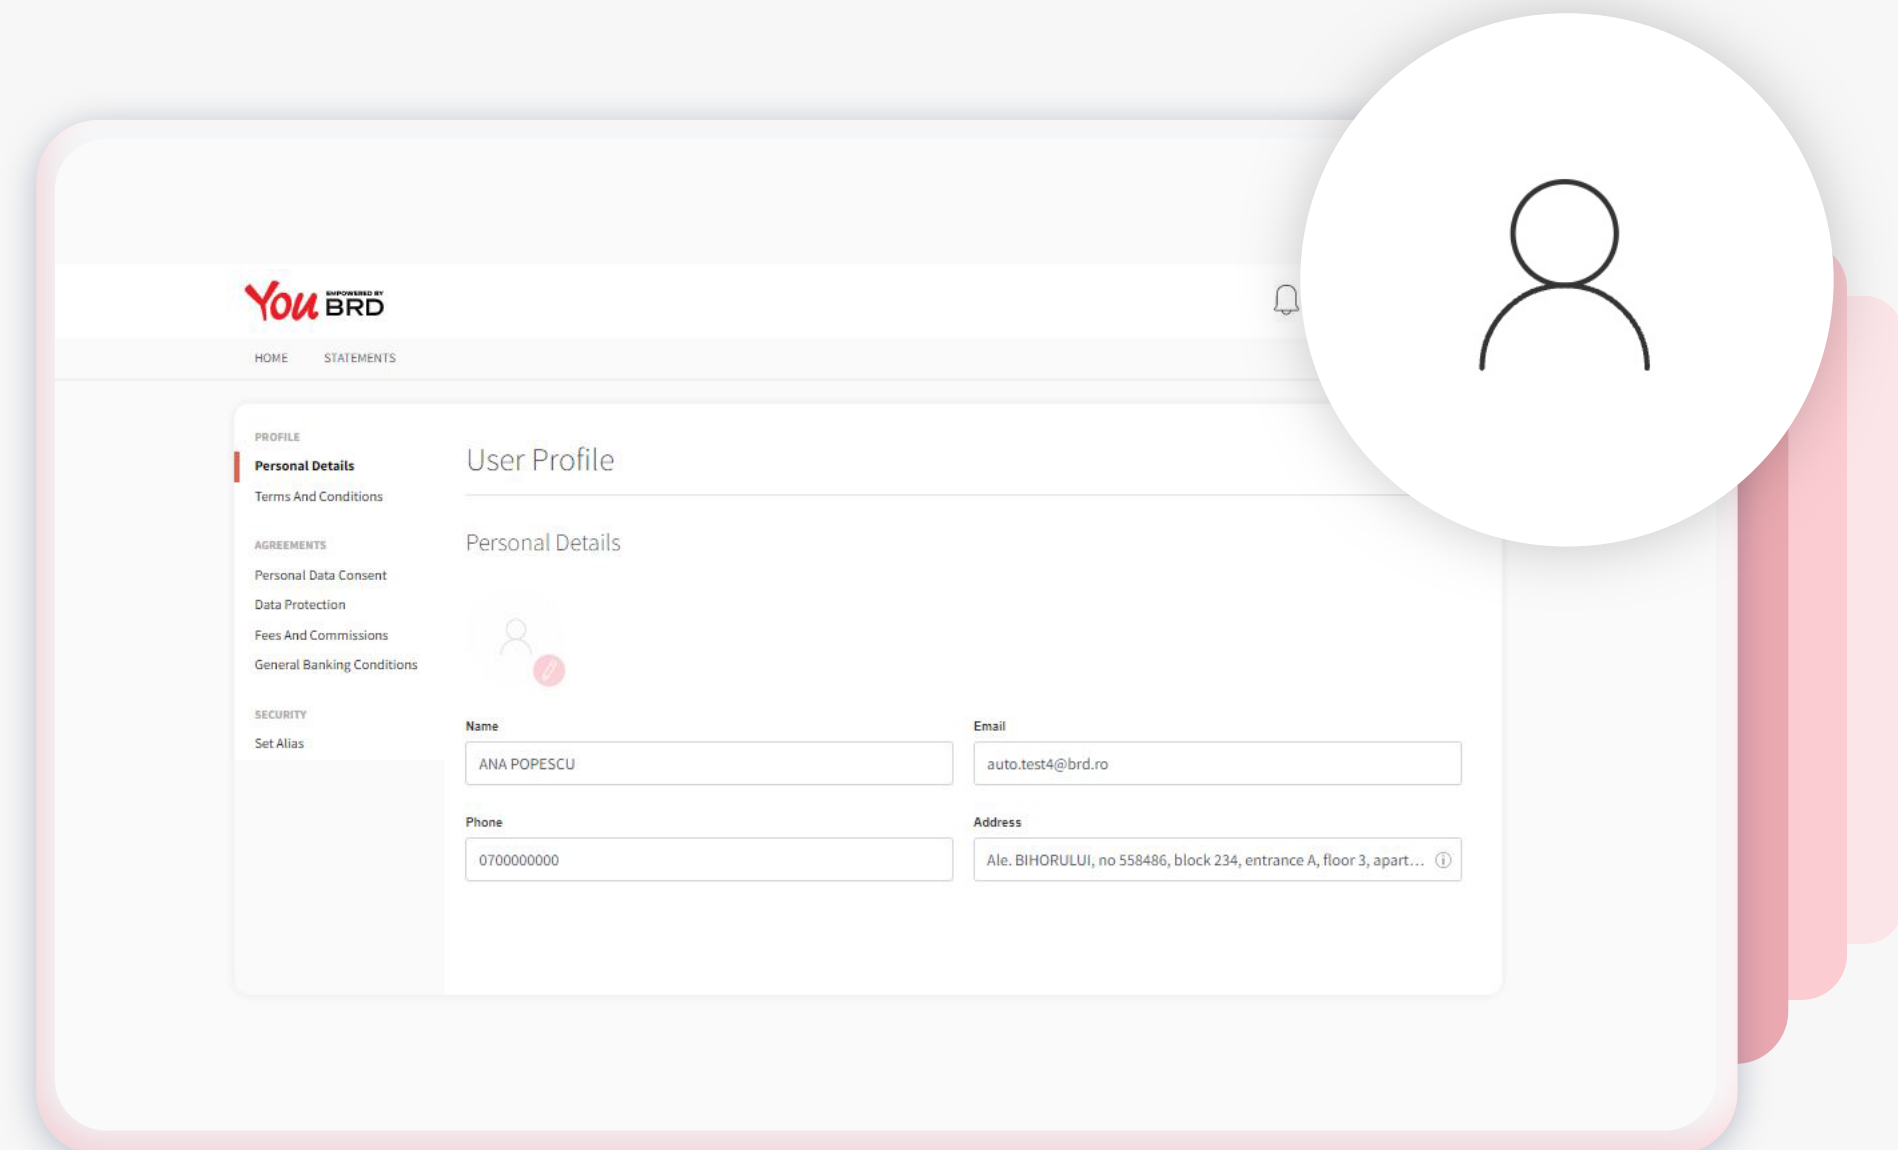 You EMPOWERED BY BRD
HOME STATEMENTS
PROFILE
Personal Details
Terms And Conditions
AGREEMENTS
Personal Data Consent
Data Protection
Fees And Commissions
General Banking Conditions
SECURITY
Set Alias
User Profile
Personal Details
Name
ANA POPESCU
Email
auto.test4@brd.ro
Phone
0700000000
Address
Ale. BIHORULUI, no 558486, block 234, entrance A, floor 3, apart...